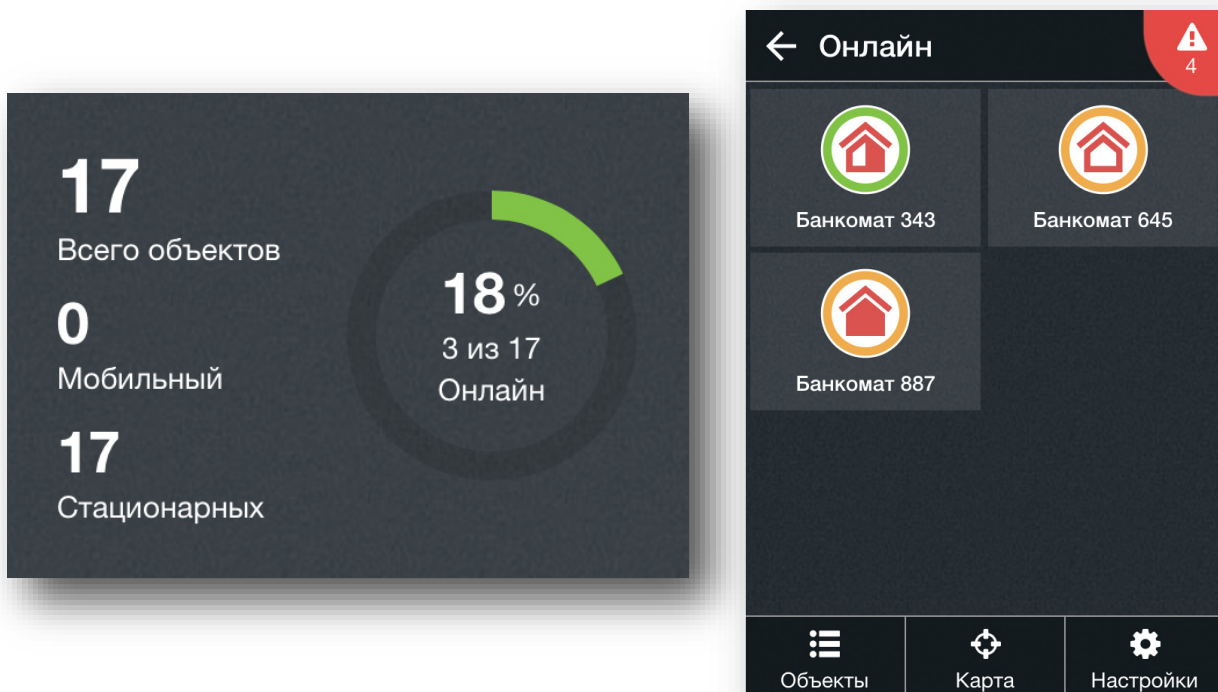 17
Всего объектов
0
Мобильный
17
Стационарных
18 %
3 из 17
Онлайн
Онлайн
4
Банкомат 343
Банкомат 645
Банкомат 887
Объекты
Карта
Настройки